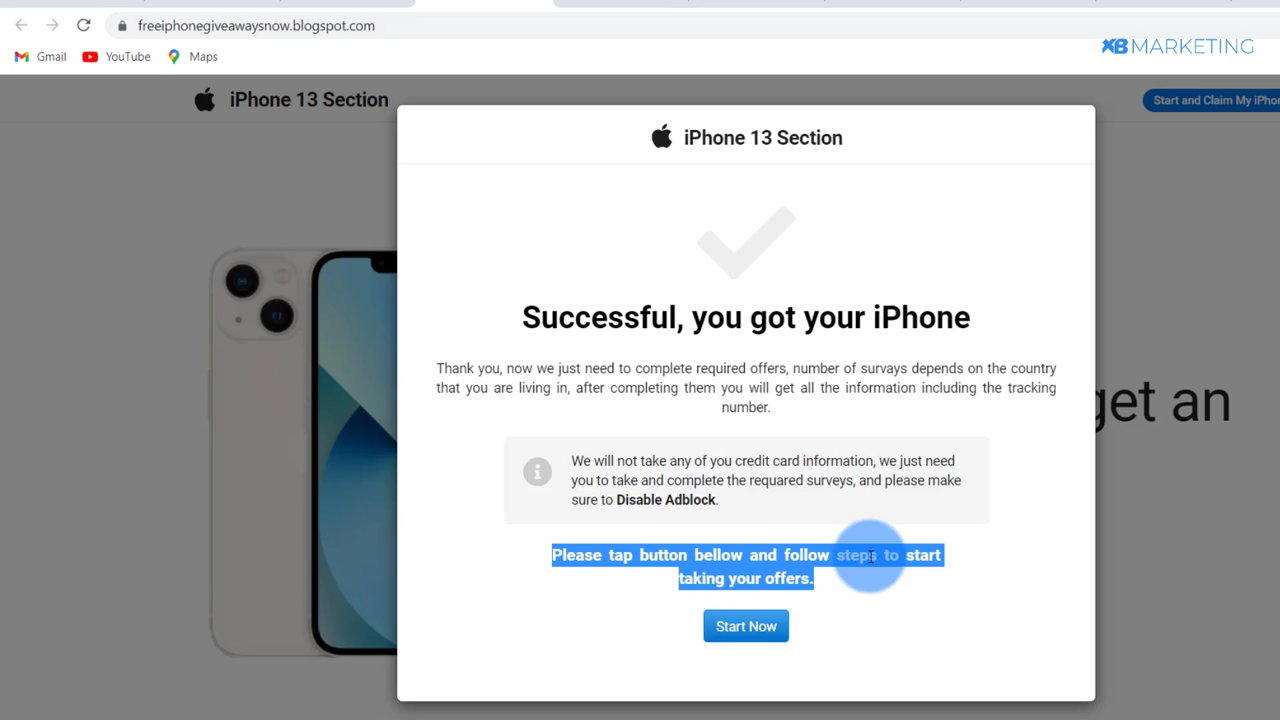 freeiphonegiveawaysnow.blogspot.com
Gmail YouTube Maps
XB MARKETING
iPhone 13 Section
Start and Claim My iPhon
iPhone 13 Section
Successful, you got your iPhone
Thank you, now we just need to complete required offers, number of survays depends on the country
that you are living in, after completing them you will get all the information including the tracking
number.
get an
We will not take any of you credit card information, we just need
you to take and complete the requared surveys, and please make
sure to Disable Adblock.
Please tap button bellow and follow steps to start
taking your offers.
Start Now